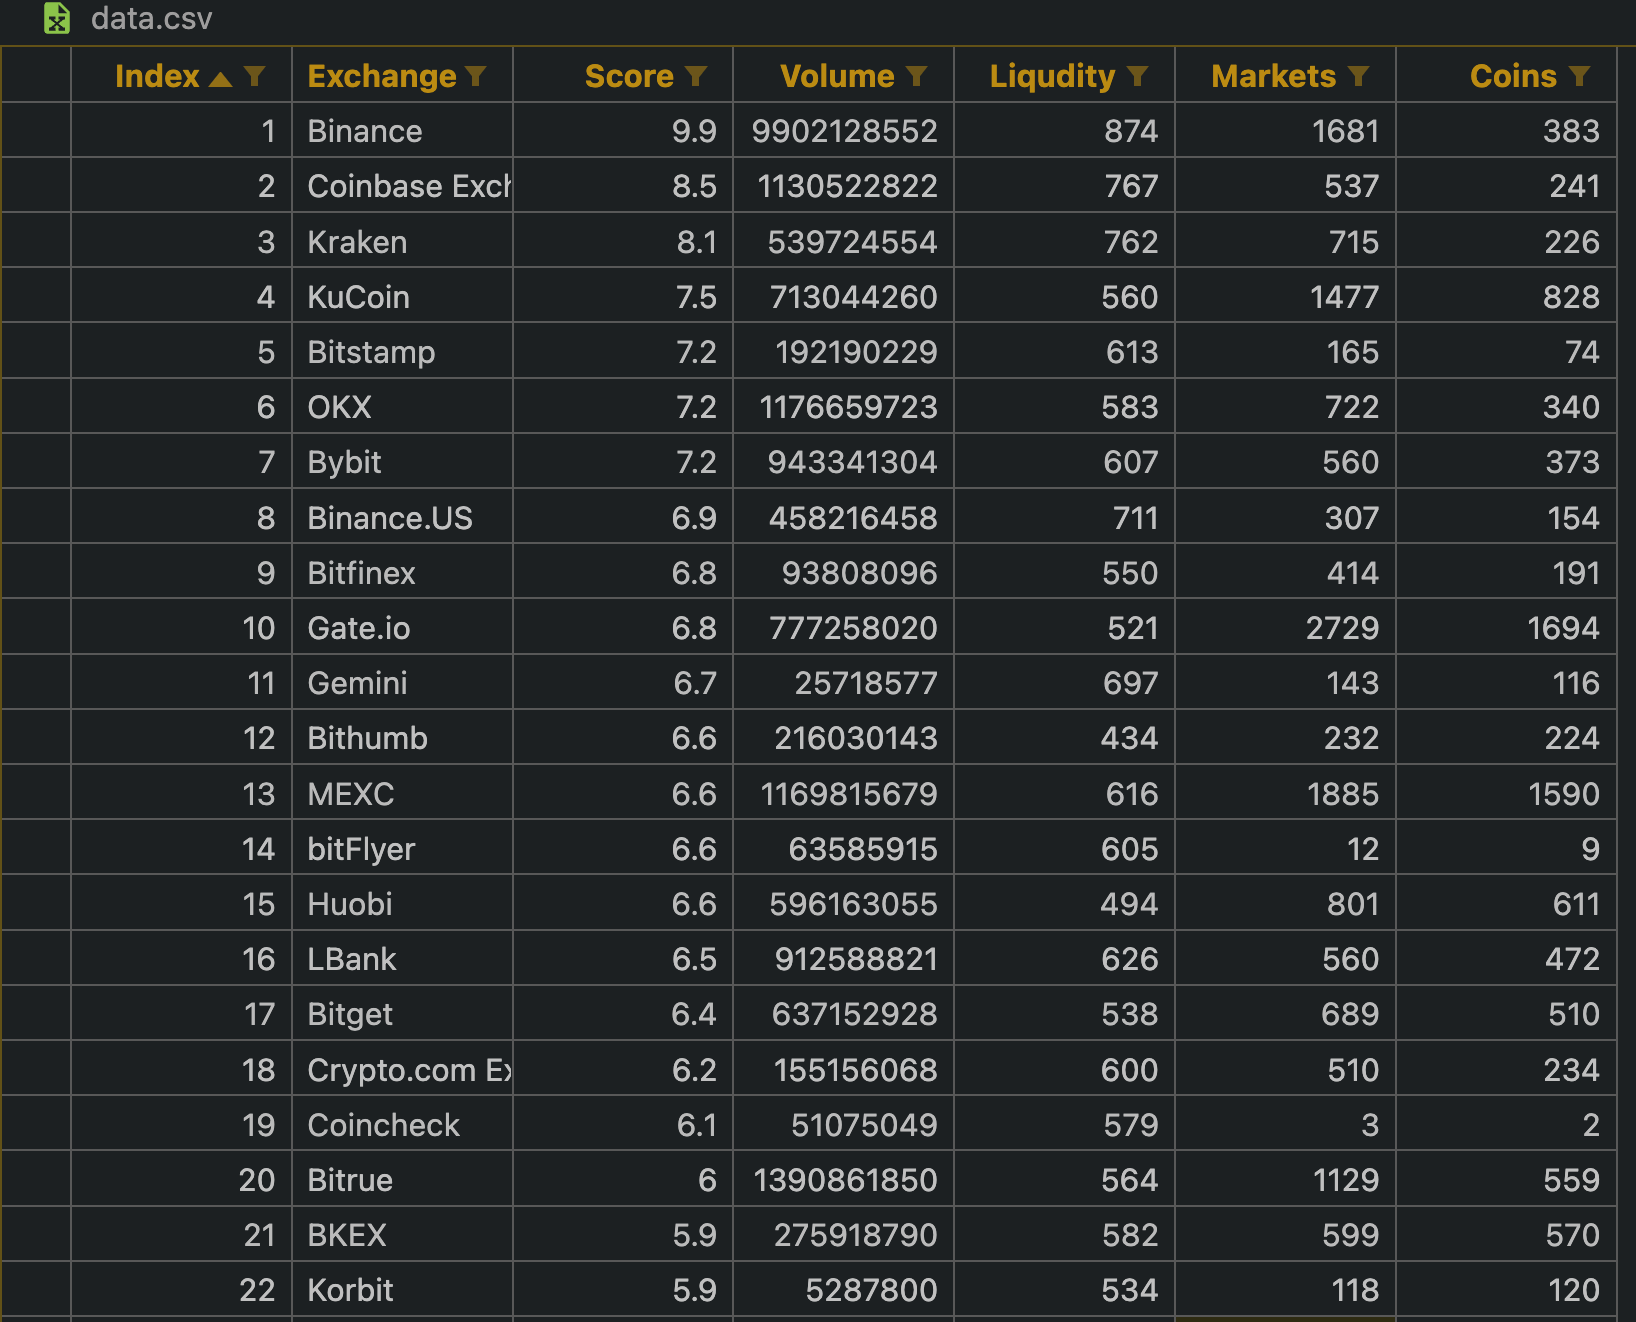 data.csv
Index Exchange Score Volume Liqudity Markets Coins
1 Binance 9.9 9902128552 874 1681 383
2 Coinbase Exch 8.5 1130522822 767 537 241
3 Kraken 8.1 539724554 762 715 226
4 KuCoin 7.5 713044260 560 1477 828
5 Bitstamp 7.2 192190229 613 165 74
6 OKX 7.2 1176659723 583 722 340
7 Bybit 7.2 943341304 607 560 373
8 Binance.US 6.9 458216458 711 307 154
9 Bitfinex 6.8 93808096 550 414 191
10 Gate.io 6.8 777258020 521 2729 1694
11 Gemini 6.7 25718577 697 143 116
12 Bithumb 6.6 216030143 434 232 224
13 MEXC 6.6 1169815679 616 1885 1590
14 bitFlyer 6.6 63585915 605 12 9
15 Huobi 6.6 596163055 494 801 611
16 LBank 6.5 912588821 626 560 472
17 Bitget 6.4 637152928 538 689 510
18 Crypto.com Ex 6.2 155156068 600 510 234
19 Coincheck 6.1 51075049 579 3 2
20 Bitrue 6 1390861850 564 1129 559
21 BKEX 5.9 275918790 582 599 570
22 Korbit 5.9 5287800 534 118 120